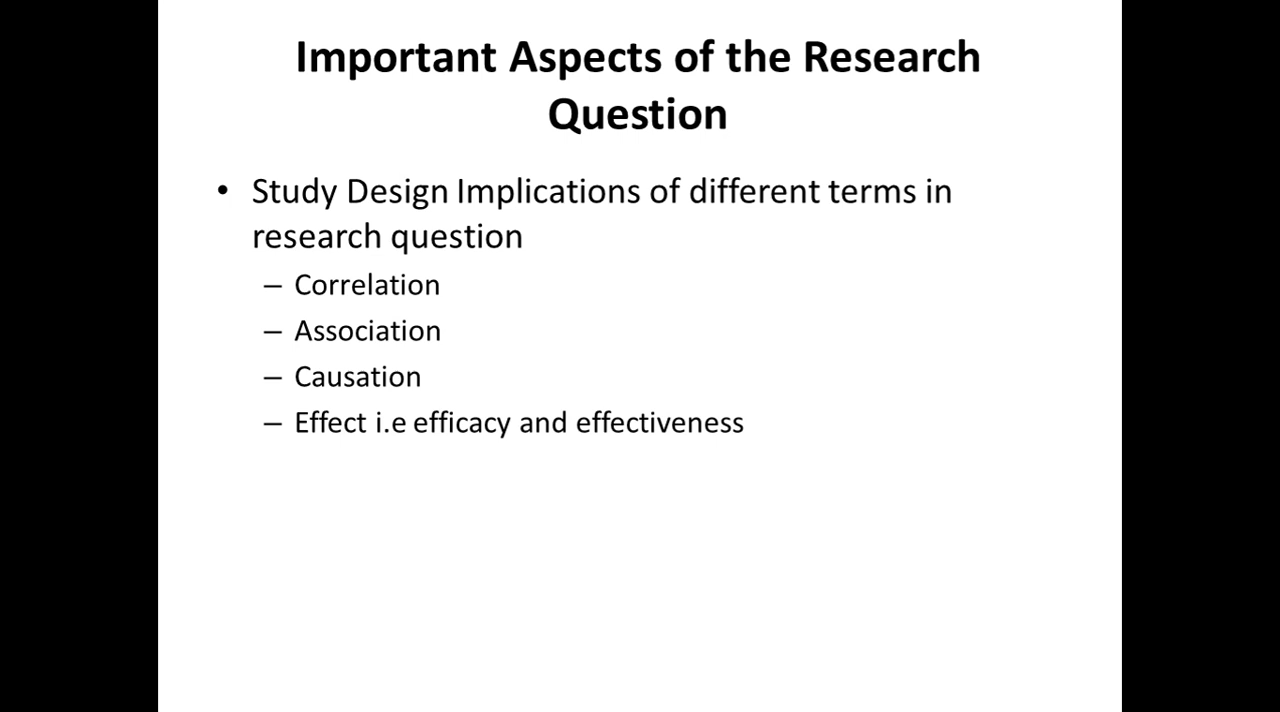 Important Aspects of the Research
Question
• Study Design Implications of different terms in
research question
– Correlation
– Association
– Causation
– Effect i.e efficacy and effectiveness